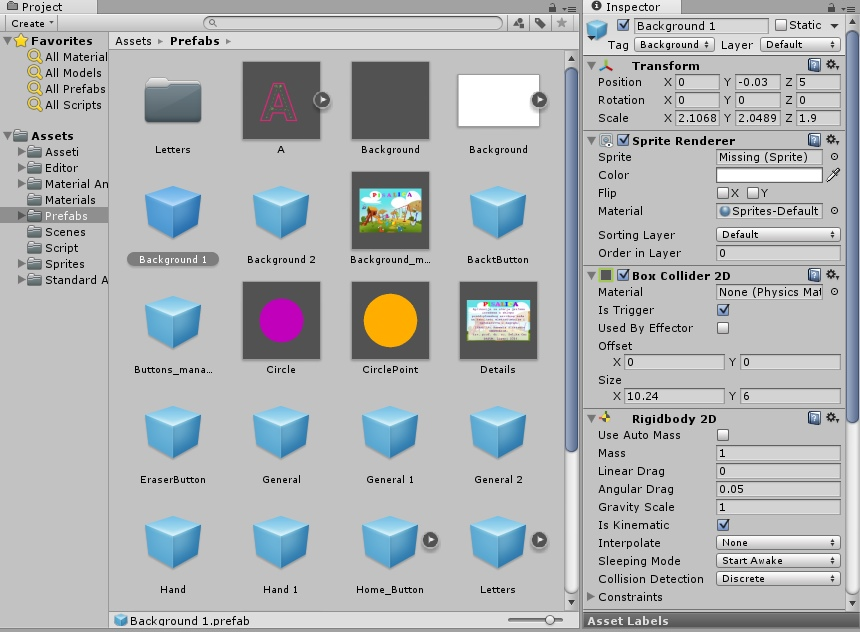 Project
Create
Favorites
All Material
All Models
All Prefabs
All Scripts
Assets
Asseti
Editor
Material An
Materials
Prefabs
Scenes
Script
Sprites
Standard A
Assets Prefabs
Letters A Background Background
Background 1 Background 2 Background_m... BacktButton
PISALICA
Buttons_mana... Circle CirclePoint Details
PISALICA
EraserButton General General 1 General 2
Hand Hand 1 Home_Button Letters
Background 1.prefab
Inspector
Background 1 Static
Tag Background Layer Default
Transform
Position X 0 Y -0.03 Z 5
Rotation X 0 Y 0 Z 0
Scale X 2.1068 Y 2.0489 Z 1.9
Sprite Renderer
Sprite Missing (Sprite)
Color
Flip X Y
Material Sprites-Default
Sorting Layer Default
Order in Layer 0
Box Collider 2D
Material None (Physics Mat
Is Trigger
Used By Effector
Offset
X 0 Y 0
Size
X 10.24 Y 6
Rigidbody 2D
Use Auto Mass
Mass 1
Linear Drag 0
Angular Drag 0.05
Gravity Scale 1
Is Kinematic
Interpolate None
Sleeping Mode Start Awake
Collision Detection Discrete
Constraints
Asset Labels